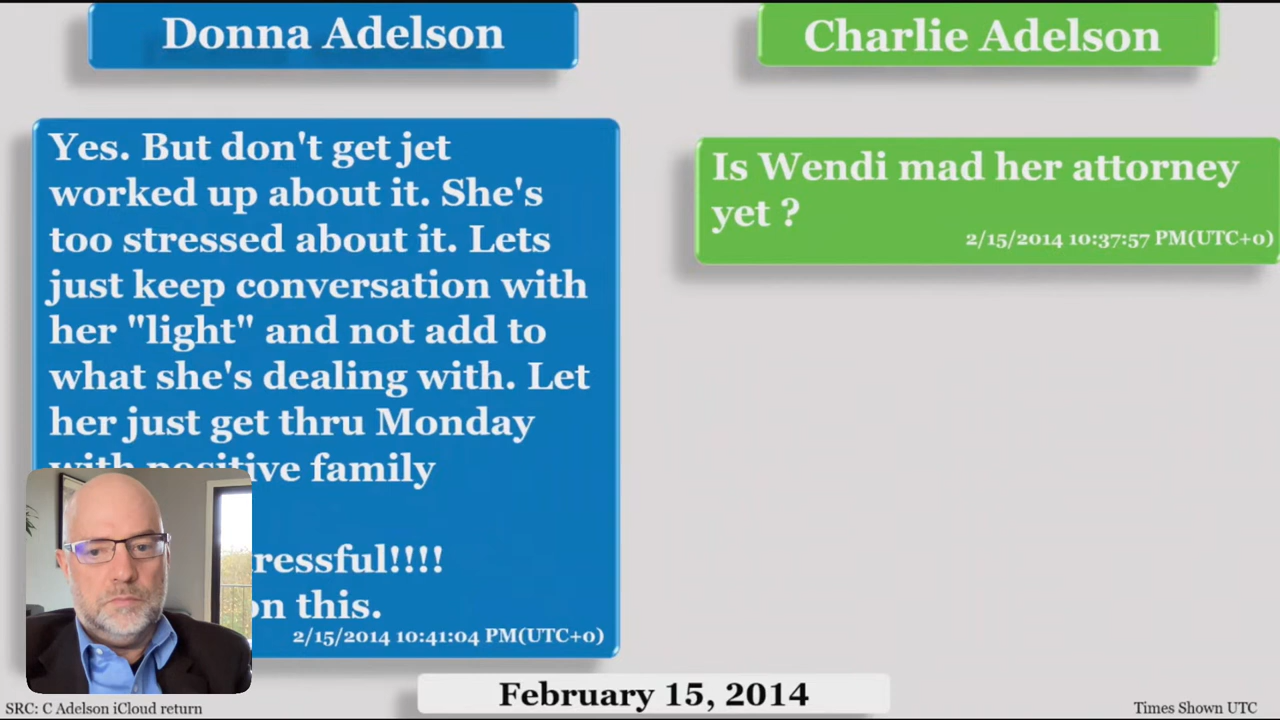 Donna Adelson
Charlie Adelson
Yes. But don't get jet
worked up about it. She's
too stressed about it. Lets
just keep conversation with
her "light" and not add to
what she's dealing with. Let
her just get thru Monday
with positive family
on this.
2/15/2014 10:41:04 PM(UTC+0)
Is Wendi mad her attorney
yet ?
2/15/2014 10:37:57 PM(UTC+0)
February 15, 2014
SRC: C Adelson iCloud return
Times Shown UTC